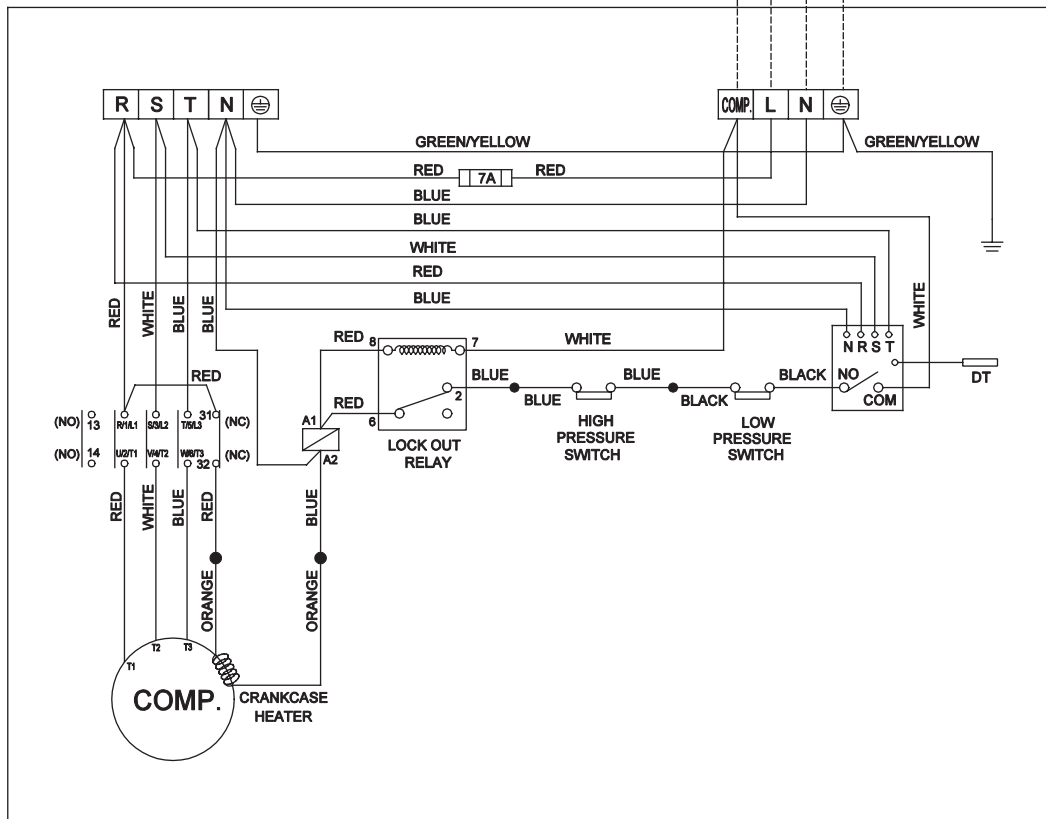 R S T N
COMP. L N
GREEN/YELLOW
GREEN/YELLOW
RED 7A RED
BLUE
BLUE
WHITE
RED
BLUE
RED
WHITE
BLUE
BLUE
WHITE
RED 8 7 WHITE
N R S T
RED
BLUE 2 BLUE BLACK NO
BLUE BLACK COM
DT
RED 6
A1
A2
LOCK OUT
RELAY
HIGH
PRESSURE
SWITCH
LOW
PRESSURE
SWITCH
(NO) 13 R/1/L1 S/3/L2 T/5/L3 31 (NC)
(NO) 14 U/2/T1 V/4/T2 W/6/T3 32 (NC)
RED
WHITE
BLUE
RED
BLUE
ORANGE
ORANGE
T1 T2 T3
COMP.
CRANKCASE
HEATER